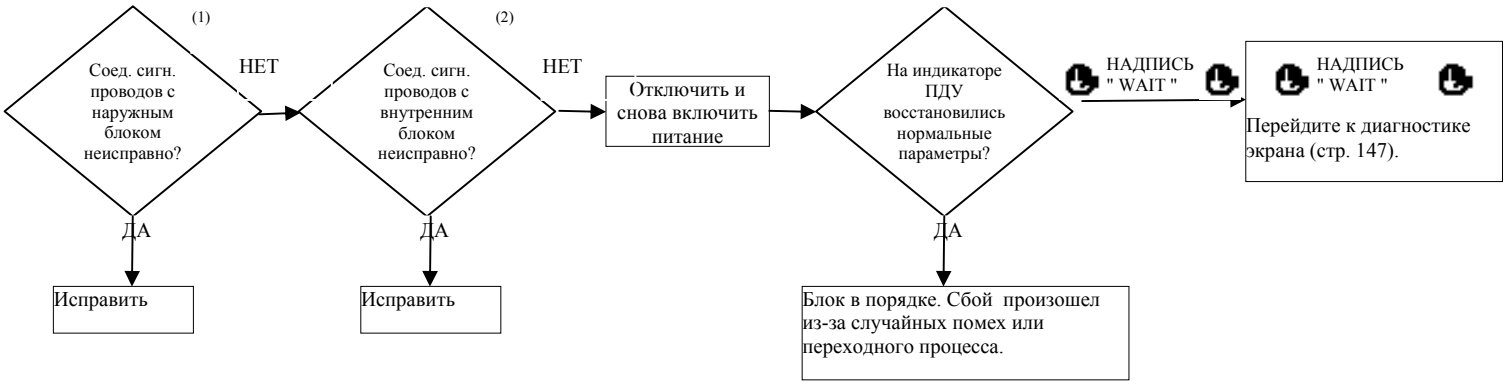 (1)
Соед. сигн.
проводов с
наружным
блоком
неисправно?
НЕТ
ДА
Исправить
(2)
Соед. сигн.
проводов с
внутренним
блоком
неисправно?
НЕТ
ДА
Исправить
Отключить и
снова включить
питание
На индикаторе
ПДУ
восстановились
нормальные
параметры?
ДА
Блок в порядке. Сбой произошел
из-за случайных помех или
переходного процесса.
НАДПИСЬ
" WAIT "
НАДПИСЬ
" WAIT "
Перейдите к диагностике
экрана (стр. 147).